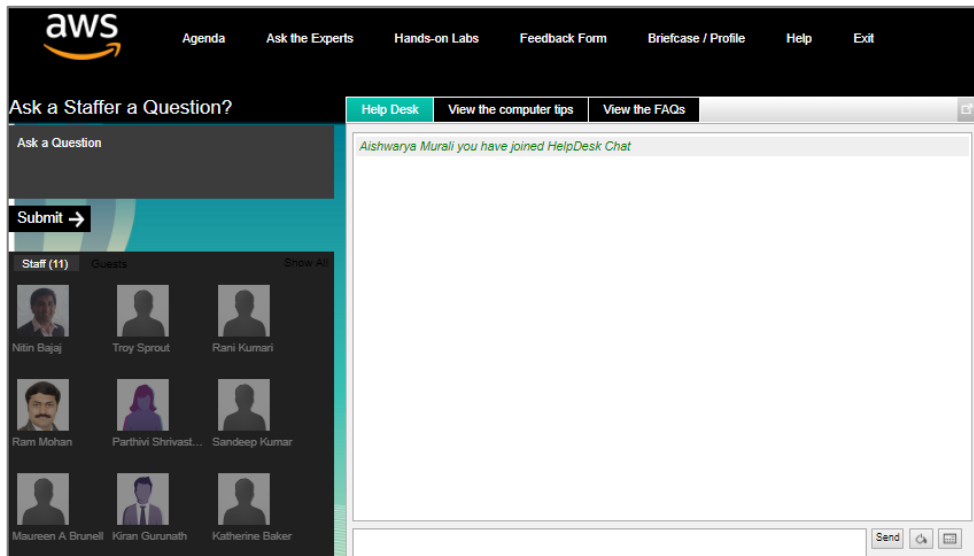 aws
Agenda Ask the Experts Hands-on Labs Feedback Form Briefcase / Profile Help Exit
Ask a Staffer a Question?
Help Desk View the computer tips View the FAQs
Ask a Question
Aishwarya Murali you have joined HelpDesk Chat
Submit
Staff (11) Guests Show All
Nitin Bajaj Troy Sprout Rani Kumari
Ram Mohan Parthivi Shrivast... Sandeep Kumar
Maureen A Brunell Kiran Gurunath Katherine Baker
Send